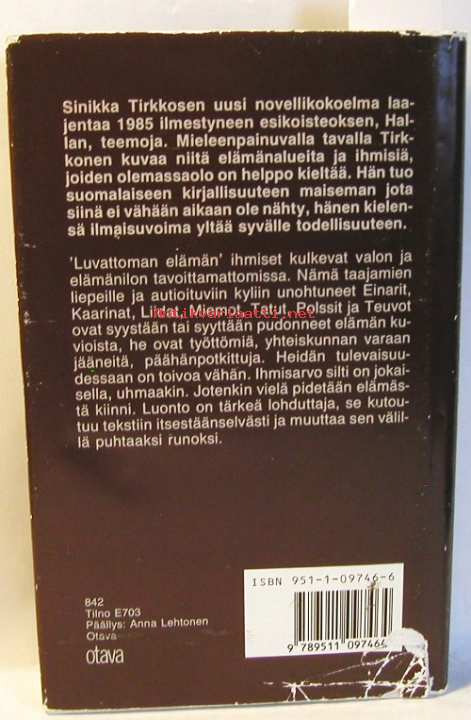 Sinikka Tirkkosen uusi novellikokoelma laa-
jentaa 1985 ilmestyneen esikoisteoksen, Hal-
lan, teemoja. Mieleenpainuvalla tavalla Tirk-
konen kuvaa niitä elämänalueita ja ihmisiä,
joiden olemassaolo on helppo kieltää. Hän tuo
suomalaiseen kirjallisuuteen maiseman jota
siinä ei vähään aikaan ole nähty, hänen kielen-
sä ilmaisuvoima yltää syvälle todellisuuteen.
'Luvattoman elämän' ihmiset kulkevat valon ja
elämänilon tavoittamattomissa. Nämä taajamien
liepeille ja autioituviin kyliin unohtuneet Einarit,
Kaarinat, Polssit ja Teuvot
ovat syystään tai syyttään pudonneet elämän ku-
vioista, he ovat työttömiä, yhteiskunnan varaan
jääneitä, päähänpotkittuja. Heidän tulevaisuu-
dessaan on toivoa vähän. Ihmisarvo silti on jokai-
sella, uhmaakin. Jotenkin vielä pidetään elämäs-
tä kiinni. Luonto on tärkeä lohduttaja, se kutou-
tuu tekstiin itsestäänselvästi ja muuttaa sen välil-
lä puhtaaksi runoksi.
ISBN 951-1-09746-6
9 789511 09746
842
Tilno E703
Päällys: Anna Lehtonen
Otava
otava